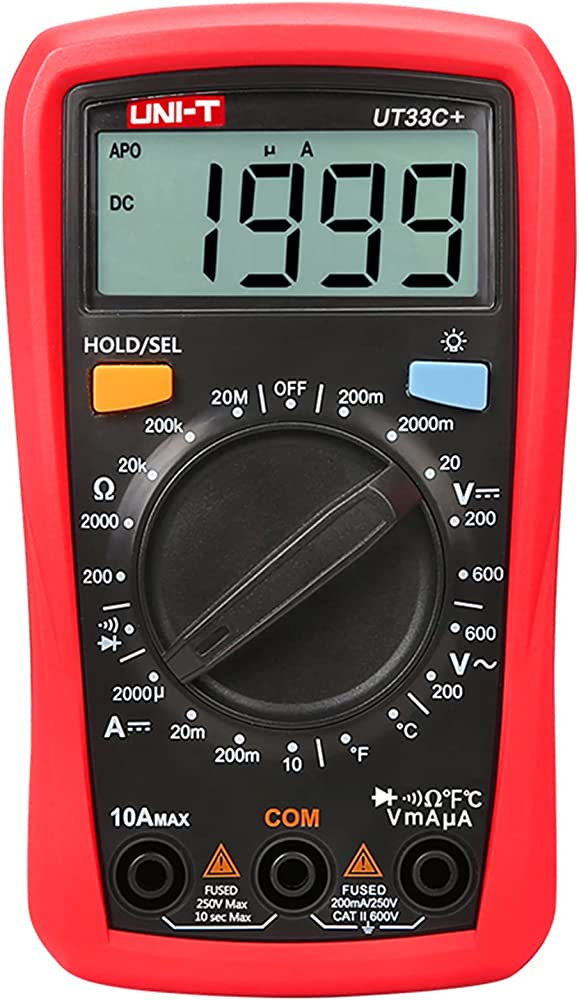 UNI-T
UT33C+
APO
μ A
DC
1999
HOLD/SEL
OFF
200m
2000m
20
V
200
600
600
V~
200
°C
°F
10
200m
20m
A
2000μ
200
2000
Ω
20k
200k
20M
10AMAX
COM
Ω°F°C
VmAμA
FUSED
250V Max
10 sec Max
FUSED
200mA/250V
CAT II 600V